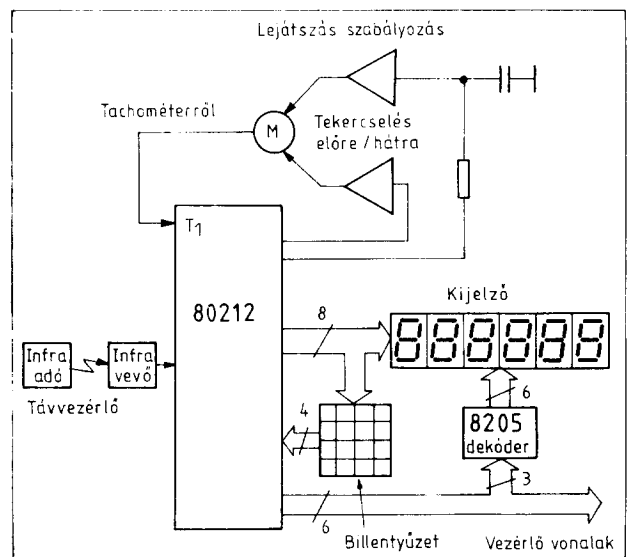 Lejátszás szabályozás
Tachométerről
M
Tekercselés
előre / hátra
T1
80212
Kijelző
8
888888
Infra
adó
Infra
vevő
Távvezérlő
4
6
8205
dekóder
3
6
Billentyűzet
Vezérlő vonalak